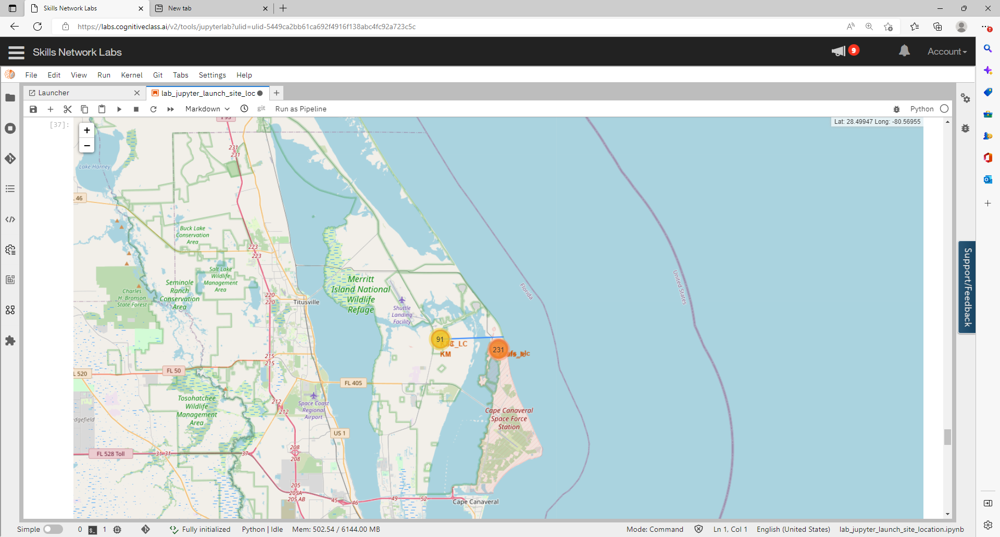 Skills Network Labs
New tab
https://labs.cognitiveclass.ai/v2/tools/jupyterlab?ulid=ulid-5449ca2bb61ca692f4916f138abc4fc92a723c5c
Skills Network Labs
9
Account
File Edit View Run Kernel Git Tabs Settings Help
Launcher
lab_jupyter_launch_site_loc
Markdown
git
Run as Pipeline
Python
[37]:
+
−
Lat: 28.49947 Long: -80.56955
I 95
231
231
Lake Harney
46
Buck Lake
Conservation
Area
223
223
Salt Lake
Wildlife
Management
Area
Seminole
Ranch
Conservation
Area
Charles
H. Bronson
State Forest
220
220
Titusville
Merritt
Island National
Wildlife
Refuge
Shuttle
Landing
Facility
Florida
United States
Support/Feedback
91
C_LC
KM
231
215
215
FL 50
L 520
FL 405
212
212
Space Coast
Regional
Airport
Tosohatchee
Wildlife
Management
Area
dgefield
Cape Canaveral
Space Force
Station
US 1
208
208
FL 528 Toll
31 31
37
205
205A
205 AB
45
46
49
52
Cape Canaveral
Simple
0
1
Fully initialized
Python | Idle
Mem: 502.54 / 6144.00 MB
Mode: Command
Ln 1, Col 1
English (United States)
lab_jupyter_launch_site_location.ipynb